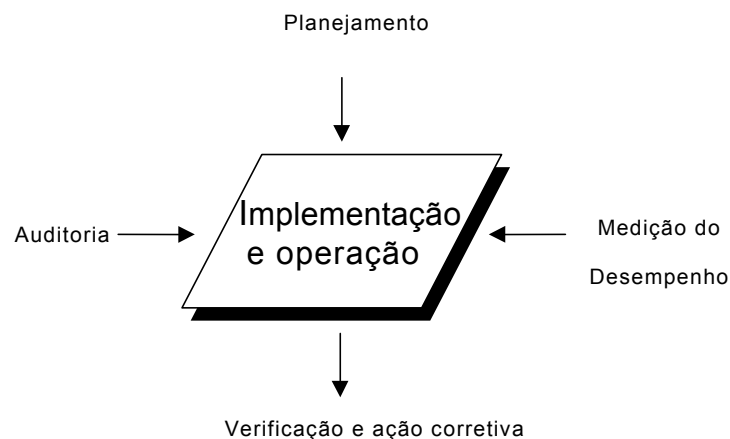 Planejamento
Implementação
e operação
Auditoria
Medição do
Desempenho
Verificação e ação corretiva